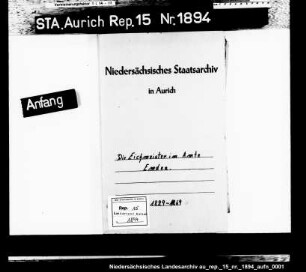 STA. Aurich Rep. 15 Nr. 1894
Niedersächsisches Staatsarchiv
in Aurich
Anfang
Die Eichmeister im Amte
Emden.
1829-1869
Rep. 15
1894
Niedersächsisches Landesarchiv au_rep._15_nr._1894_aufn_0001